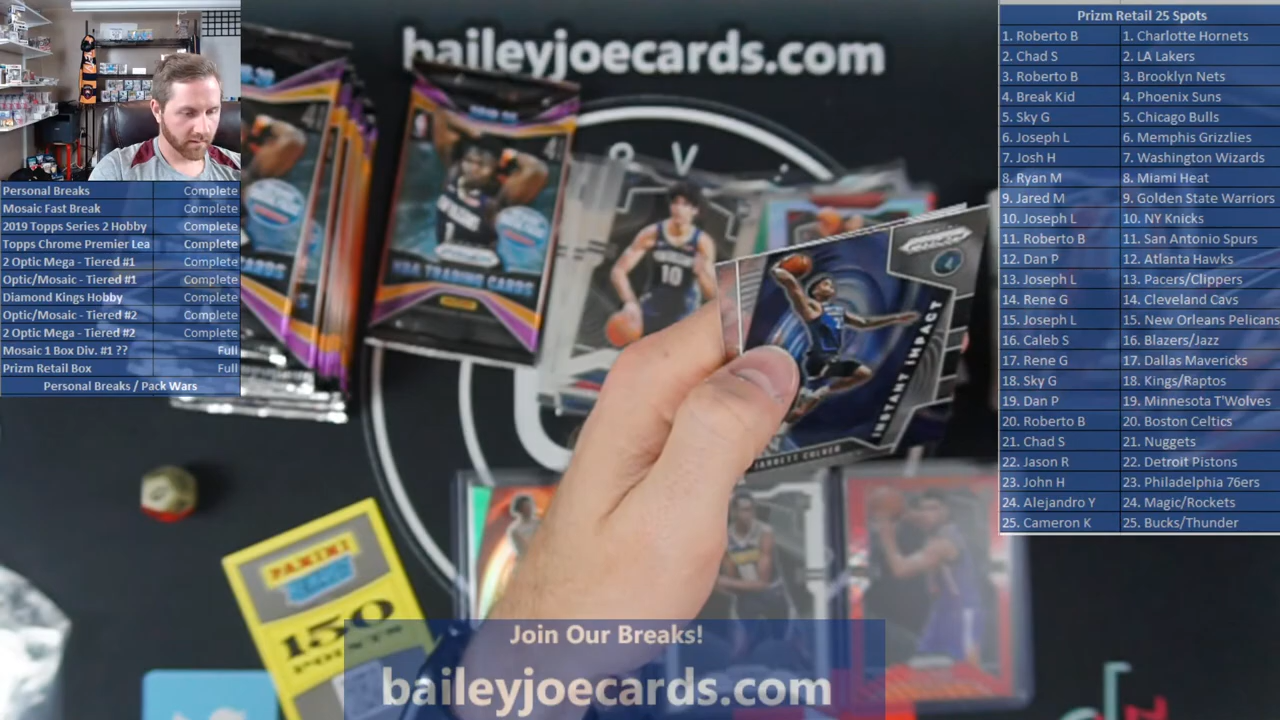 baileyjoecards.com
Prizm Retail 25 Spots
1. Roberto B 1. Charlotte Hornets
2. Chad S 2. LA Lakers
3. Roberto B 3. Brooklyn Nets
4. Break Kid 4. Phoenix Suns
5. Sky G 5. Chicago Bulls
6. Joseph L 6. Memphis Grizzlies
7. Josh H 7. Washington Wizards
8. Ryan M 8. Miami Heat
9. Jared M 9. Golden State Warriors
10. Joseph L 10. NY Knicks
11. Roberto B 11. San Antonio Spurs
12. Dan P 12. Atlanta Hawks
13. Joseph L 13. Pacers/Clippers
14. Rene G 14. Cleveland Cavs
15. Joseph L 15. New Orleans Pelicans
16. Caleb S 16. Blazers/Jazz
17. Rene G 17. Dallas Mavericks
18. Sky G 18. Kings/Raptos
19. Dan P 19. Minnesota T'Wolves
20. Roberto B 20. Boston Celtics
21. Chad S 21. Nuggets
22. Jason R 22. Detroit Pistons
23. John H 23. Philadelphia 76ers
24. Alejandro Y 24. Magic/Rockets
25. Cameron K 25. Bucks/Thunder
Personal Breaks Complete
Mosaic Fast Break Complete
2019 Topps Series 2 Hobby Complete
Topps Chrome Premier Lea Complete
2 Optic Mega - Tiered #1 Complete
Optic/Mosaic - Tiered #1 Complete
Diamond Kings Hobby Complete
Optic/Mosaic - Tiered #2 Complete
2 Optic Mega - Tiered #2 Complete
Mosaic 1 Box Div. #1 ?? Full
Prizm Retail Box Full
Personal Breaks / Pack Wars
NBA TRADING CARDS
10
INSTANT IMPACT
JARRETT CULVER
PANINI
150
POINTS
Join Our Breaks!
baileyjoecards.com